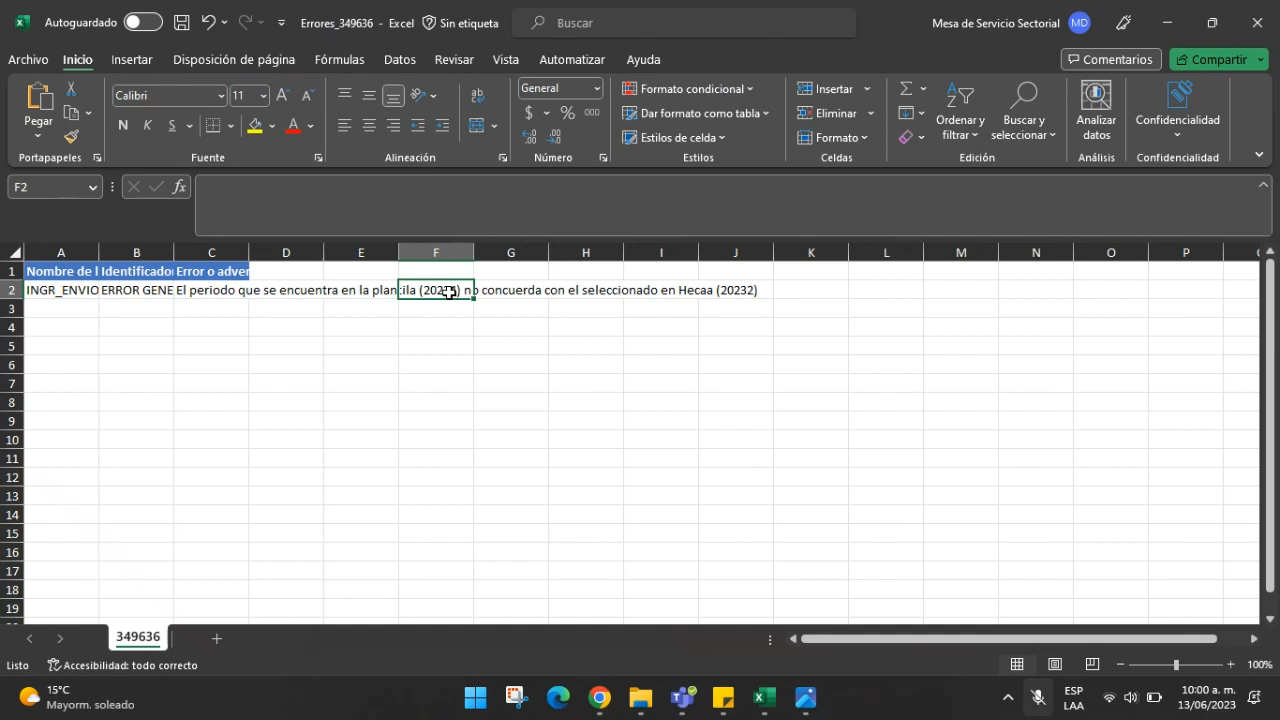 Autoguardado
Errores_349636 - Excel
Sin etiqueta
Buscar
Mesa de Servicio Sectorial
MD
Archivo
Inicio
Insertar
Disposición de página
Fórmulas
Datos
Revisar
Vista
Automatizar
Ayuda
Comentarios
Compartir
Pegar
Portapapeles
Calibri
11
N K S
Fuente
Alineación
General
$ % 000
Número
Formato condicional
Dar formato como tabla
Estilos de celda
Estilos
Insertar
Eliminar
Formato
Celdas
Ordenar y filtrar
Buscar y seleccionar
Edición
Analizar datos
Análisis
Confidencialidad
Confidencialidad
F2
fx
A B C D E F G H I J K L M N O P
1 Nombre de l Identificado Error o adver
2 INGR_ENVIO ERROR GENE El periodo que se encuentra en la plantila no concuerda con el seleccionado en Hecaa (20232)
3
4
5
6
7
8
9
10
11
12
13
14
15
16
17
18
19
349636
Listo
Accesibilidad: todo correcto
100%
15°C
Mayorm. soleado
ESP
LAA
10:00 a. m.
13/06/2023